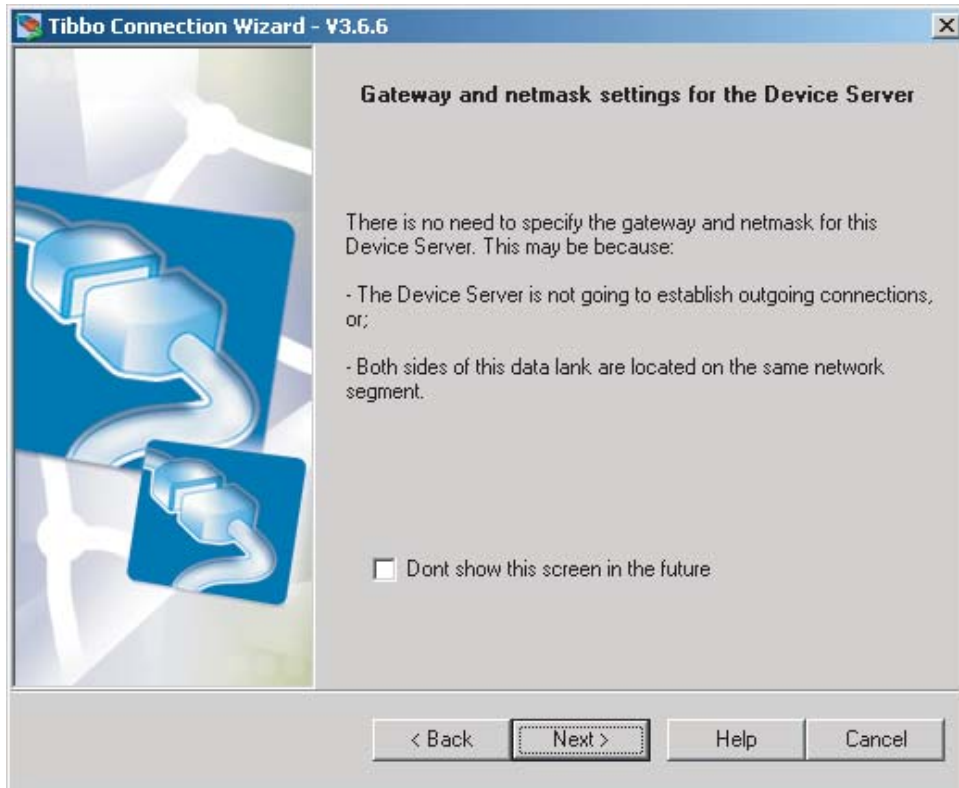 Tibbo Connection Wizard - V3.6.6
Gateway and netmask settings for the Device Server
There is no need to specify the gateway and netmask for this
Device Server. This may be because:
- The Device Server is not going to establish outgoing connections,
or;
- Both sides of this data lank are located on the same network
segment.
Dont show this screen in the future
< Back
Next >
Help
Cancel